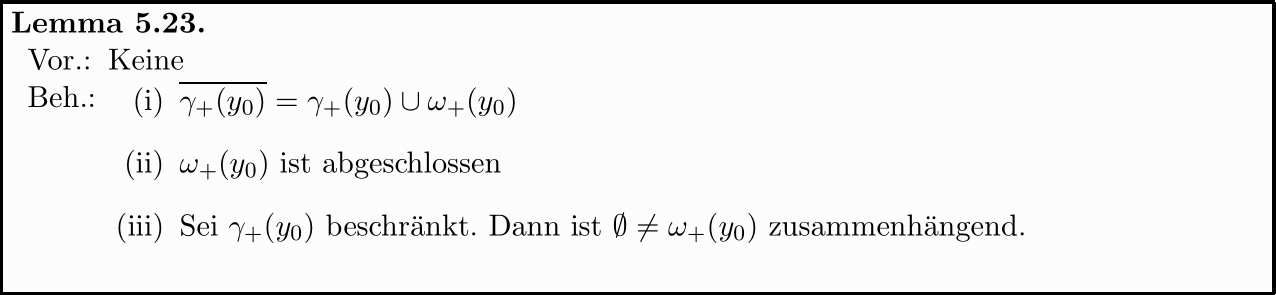 Lemma 5.23.
Vor.: Keine
Beh.: (i) $\overline{\gamma_+(y_0)} = \gamma_+(y_0) \cup \omega_+(y_0)$
(ii) $\omega_+(y_0)$ ist abgeschlossen
(iii) Sei $\gamma_+(y_0)$ beschränkt. Dann ist $\emptyset \neq \omega_+(y_0)$ zusammenhängend.